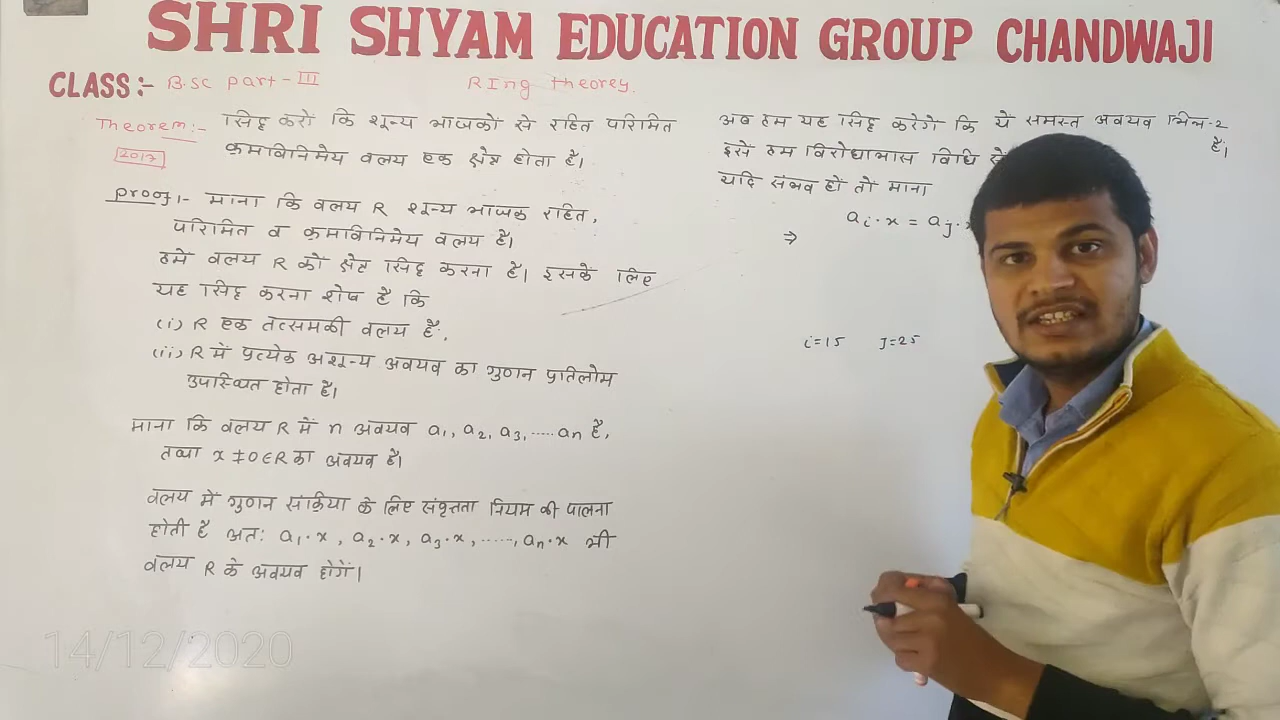 SHRI SHYAM EDUCATION GROUP CHANDWAJI
CLASS:- B.SC part-III RIng theorey.
Theorem:- सिद्ध करो कि शून्य भाजकों से रहित परिमित
2017 क्रमविनिमेय वलय एक क्षेत्र होता है।
proof:- माना कि वलय R शून्य भाजक रहित,
परिमित व क्रमविनिमेय वलय है।
हमे वलय R को क्षेत्र सिद्ध करना है। इसके लिए
यह सिद्ध करना शेष है कि
(i) R एक तत्समकी वलय है,
(ii) R में प्रत्येक अशून्य अवयव का गुणन प्रतिलोम
उपस्थित होता है।
माना कि वलय R में n अवयव a1, a2, a3, ..... an है,
तथा x ≠ 0 ∈ R का अवयव है।
वलय में गुणन संक्रिया के लिए संवृत्तता नियम की पालना
होती है अतः a1·x, a2·x, a3·x, ......, an·x भी
वलय R के अवयव होगें।
अब हम यह सिद्ध करेगे कि ये समस्त अवयव भिन्न-2
है।
इसे हम विरोधाभास विधि से
यदि संभव हों तो माना
ai·x = aj·
⇒
i=15 J=25
14/12/2020